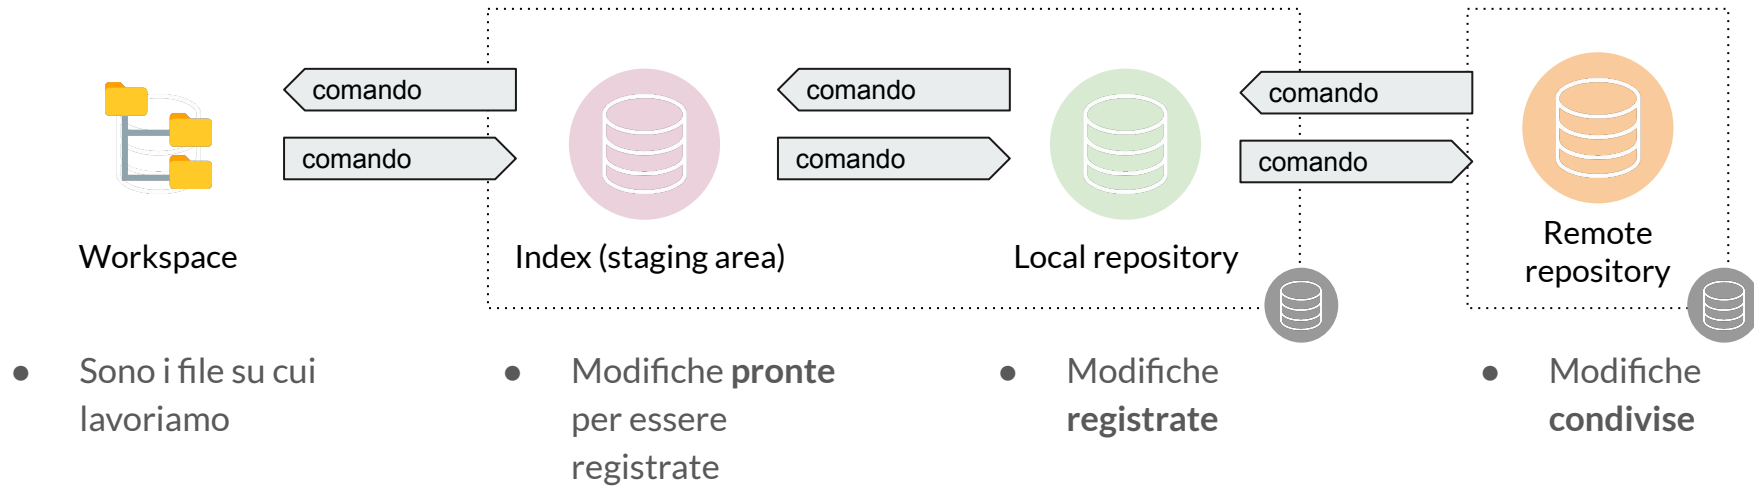 comando
comando
comando
comando
comando
comando
Workspace
Index (staging area)
Local repository
Remote
repository
● Sono i file su cui
lavoriamo
● Modifiche pronte
per essere
registrate
● Modifiche
registrate
● Modifiche
condivise